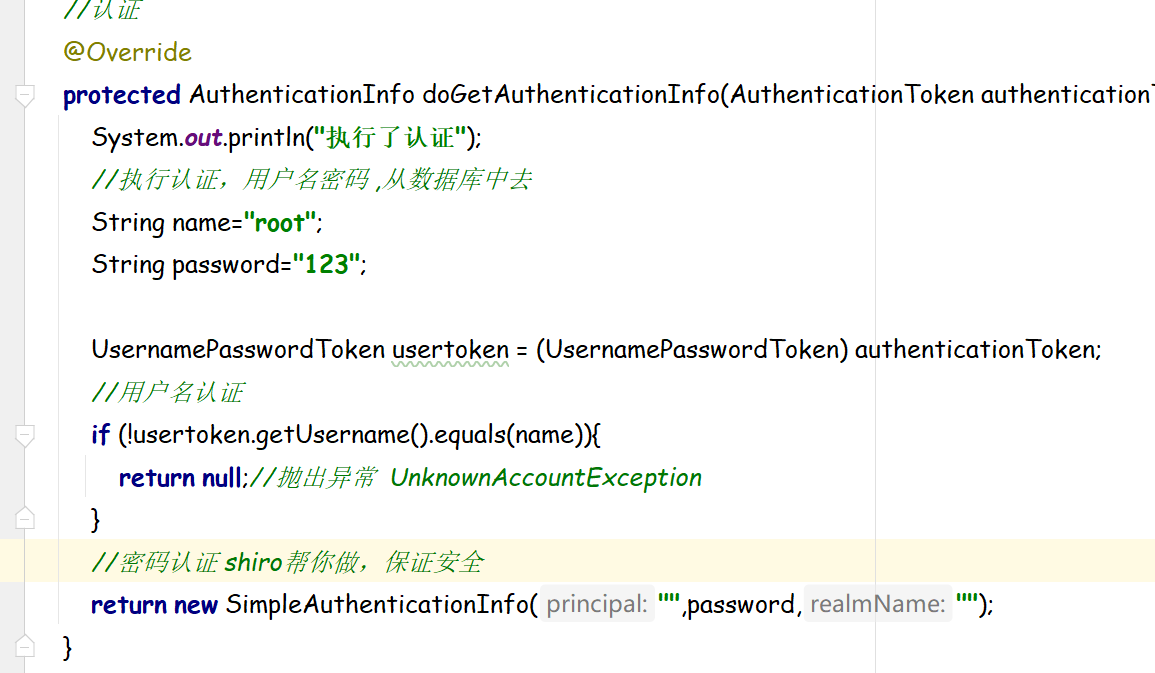 //认证
@Override
protected AuthenticationInfo doGetAuthenticationInfo(AuthenticationToken authenticationT
System.out.println("执行了认证");
//执行认证，用户名密码 ,从数据库中去
String name="root";
String password="123";
UsernamePasswordToken usertoken = (UsernamePasswordToken) authenticationToken;
//用户名认证
if (!usertoken.getUsername().equals(name)){
return null;//抛出异常 UnknownAccountException
}
//密码认证 shiro帮你做，保证安全
return new SimpleAuthenticationInfo( principal: "",password, realmName: "");
}